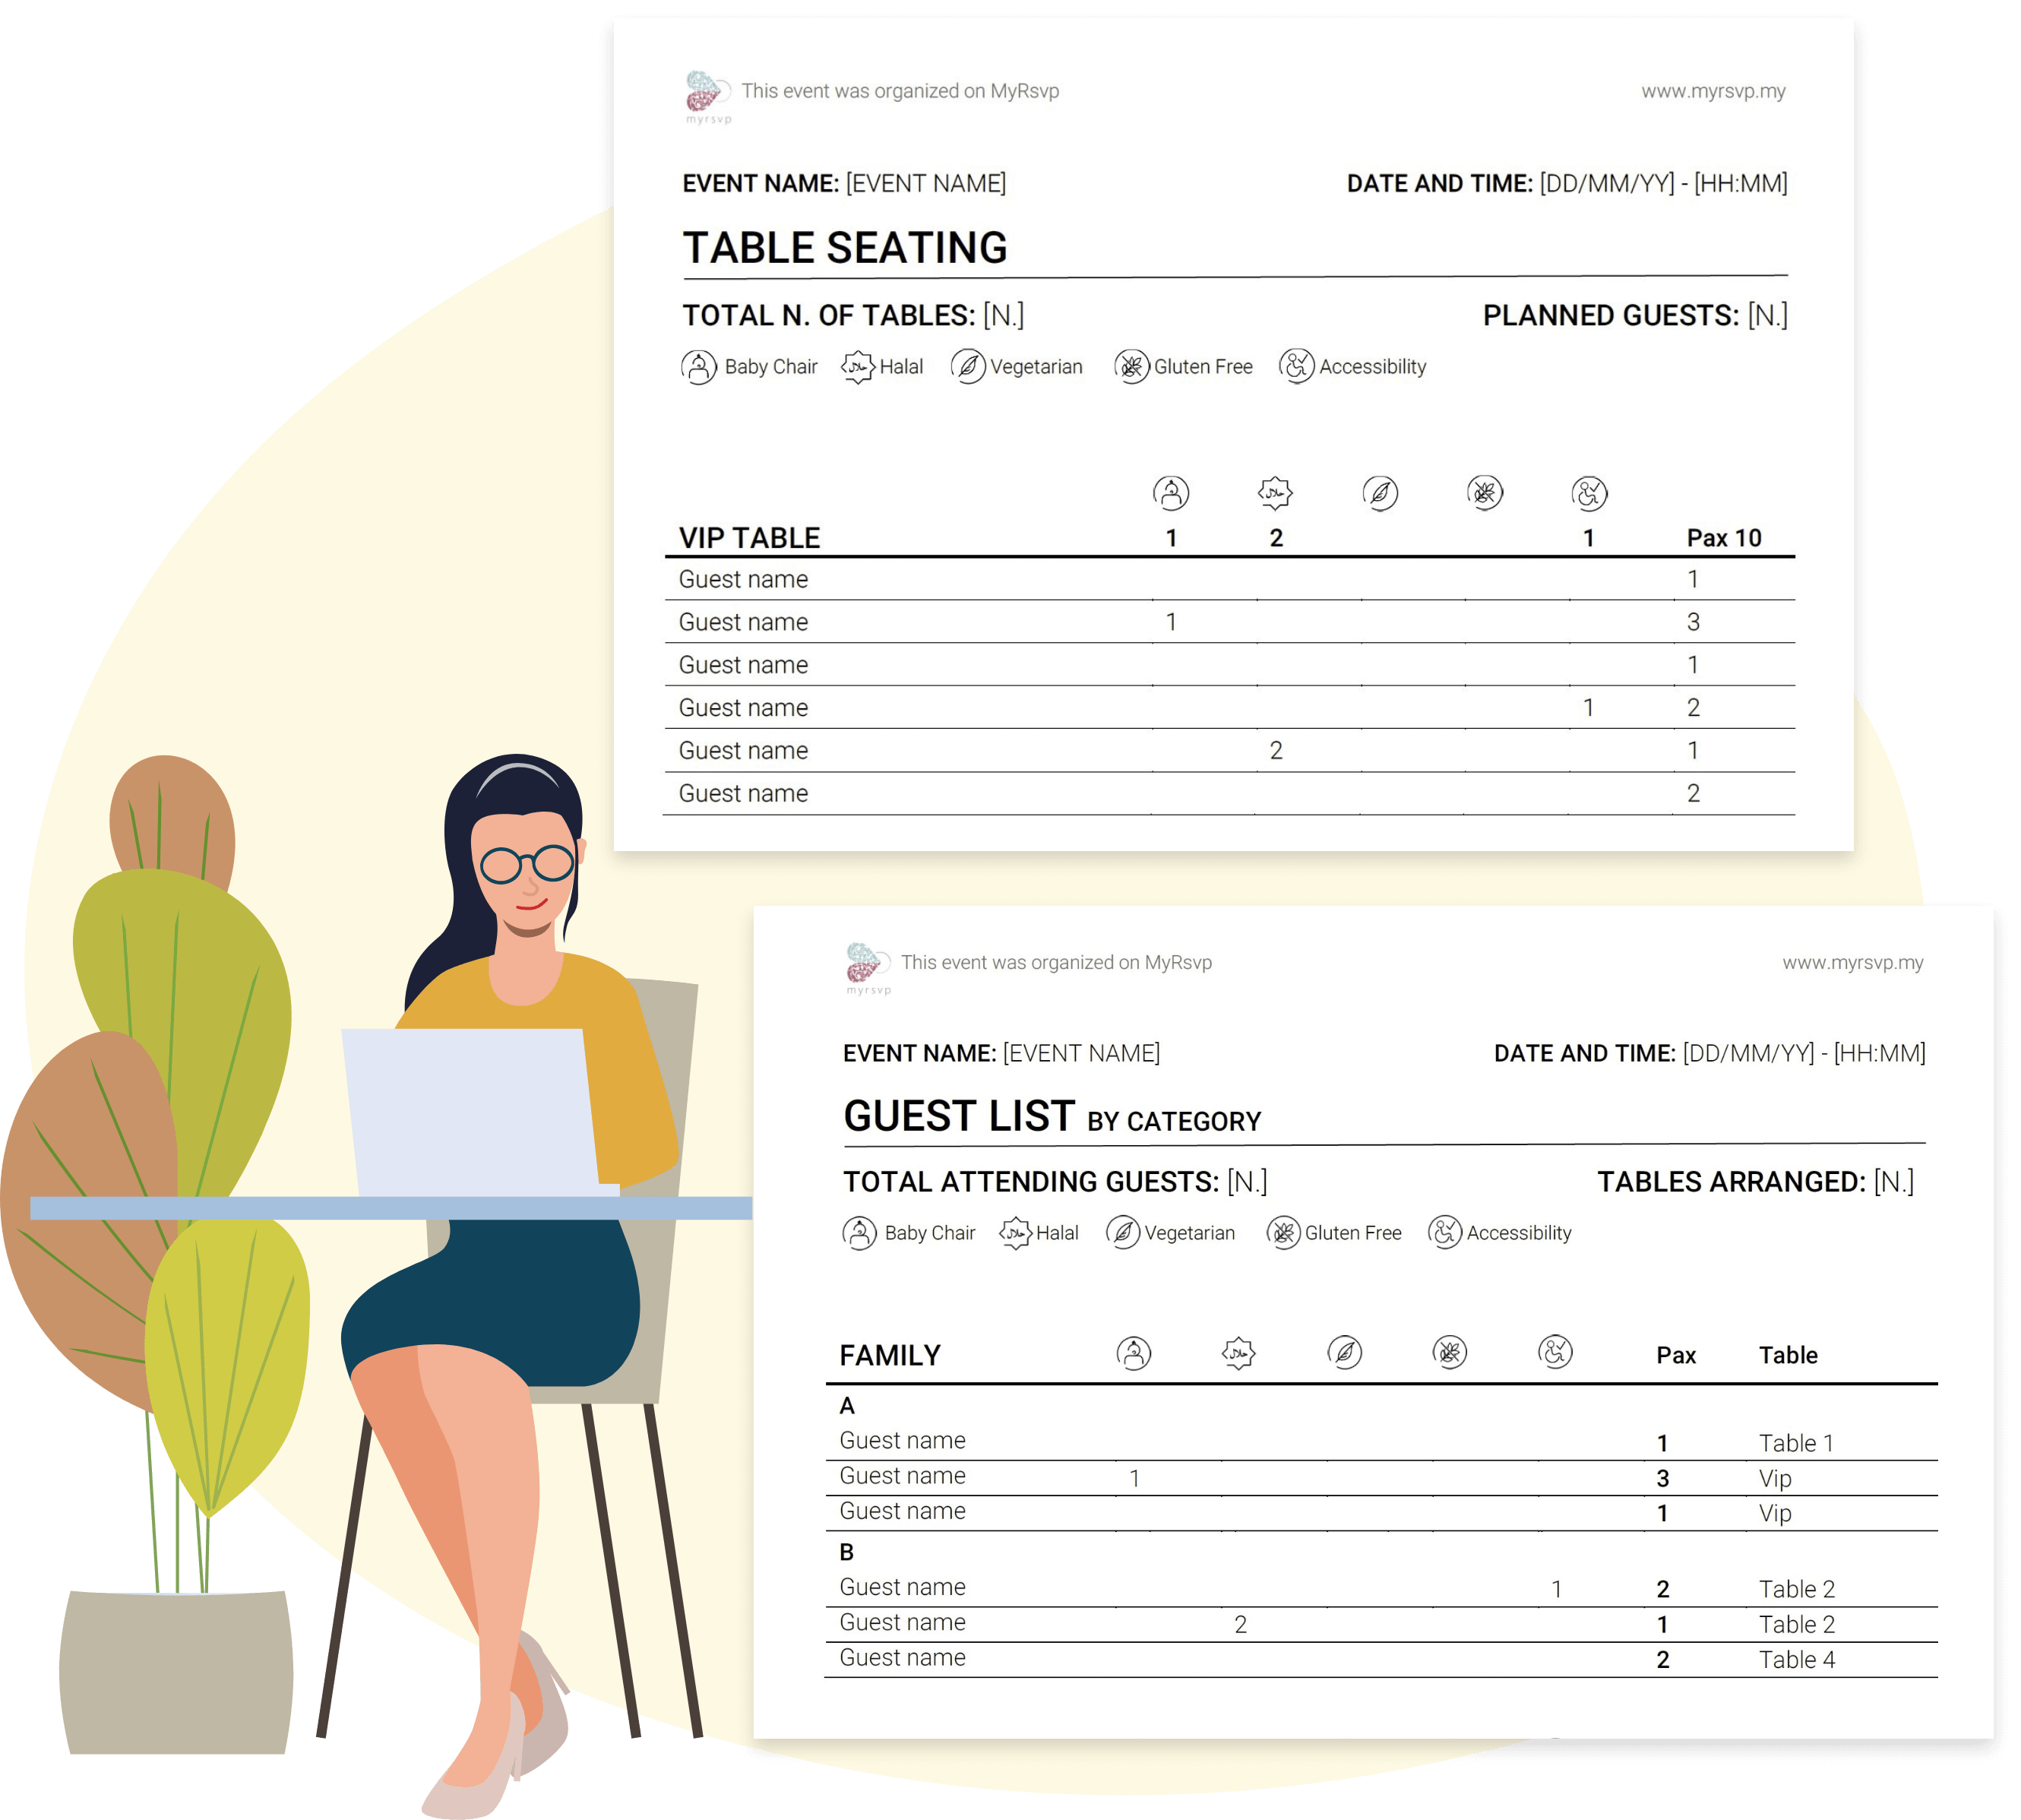 This event was organized on MyRsvp www.myrsvp.my
myrsvp
EVENT NAME: [EVENT NAME] DATE AND TIME: [DD/MM/YY] - [HH:MM]
TABLE SEATING
TOTAL N. OF TABLES: [N.] PLANNED GUESTS: [N.]
Baby Chair حلال Halal Vegetarian Gluten Free Accessibility
حلال
VIP TABLE 1 2 1 Pax 10
Guest name 1
Guest name 1 3
Guest name 1
Guest name 1 2
Guest name 2 1
Guest name 2
This event was organized on MyRsvp www.myrsvp.my
myrsvp
EVENT NAME: [EVENT NAME] DATE AND TIME: [DD/MM/YY] - [HH:MM]
GUEST LIST BY CATEGORY
TOTAL ATTENDING GUESTS: [N.] TABLES ARRANGED: [N.]
Baby Chair حلال Halal Vegetarian Gluten Free Accessibility
FAMILY حلال Pax Table
A
Guest name 1 Table 1
Guest name 1 3 Vip
Guest name 1 Vip
B
Guest name 1 2 Table 2
Guest name 2 1 Table 2
Guest name 2 Table 4